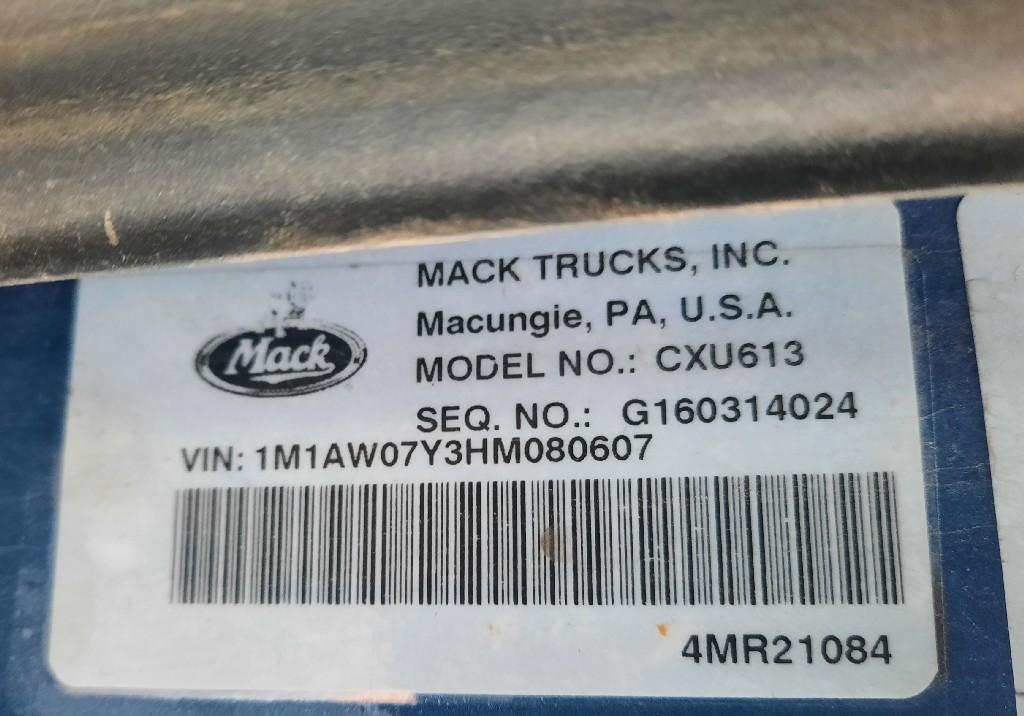 MACK TRUCKS, INC.
Mack
Macungie, PA, U.S.A.
MODEL NO.: CXU613
SEQ. NO.: G160314024
VIN: 1M1AW07Y3HM080607
4MR21084